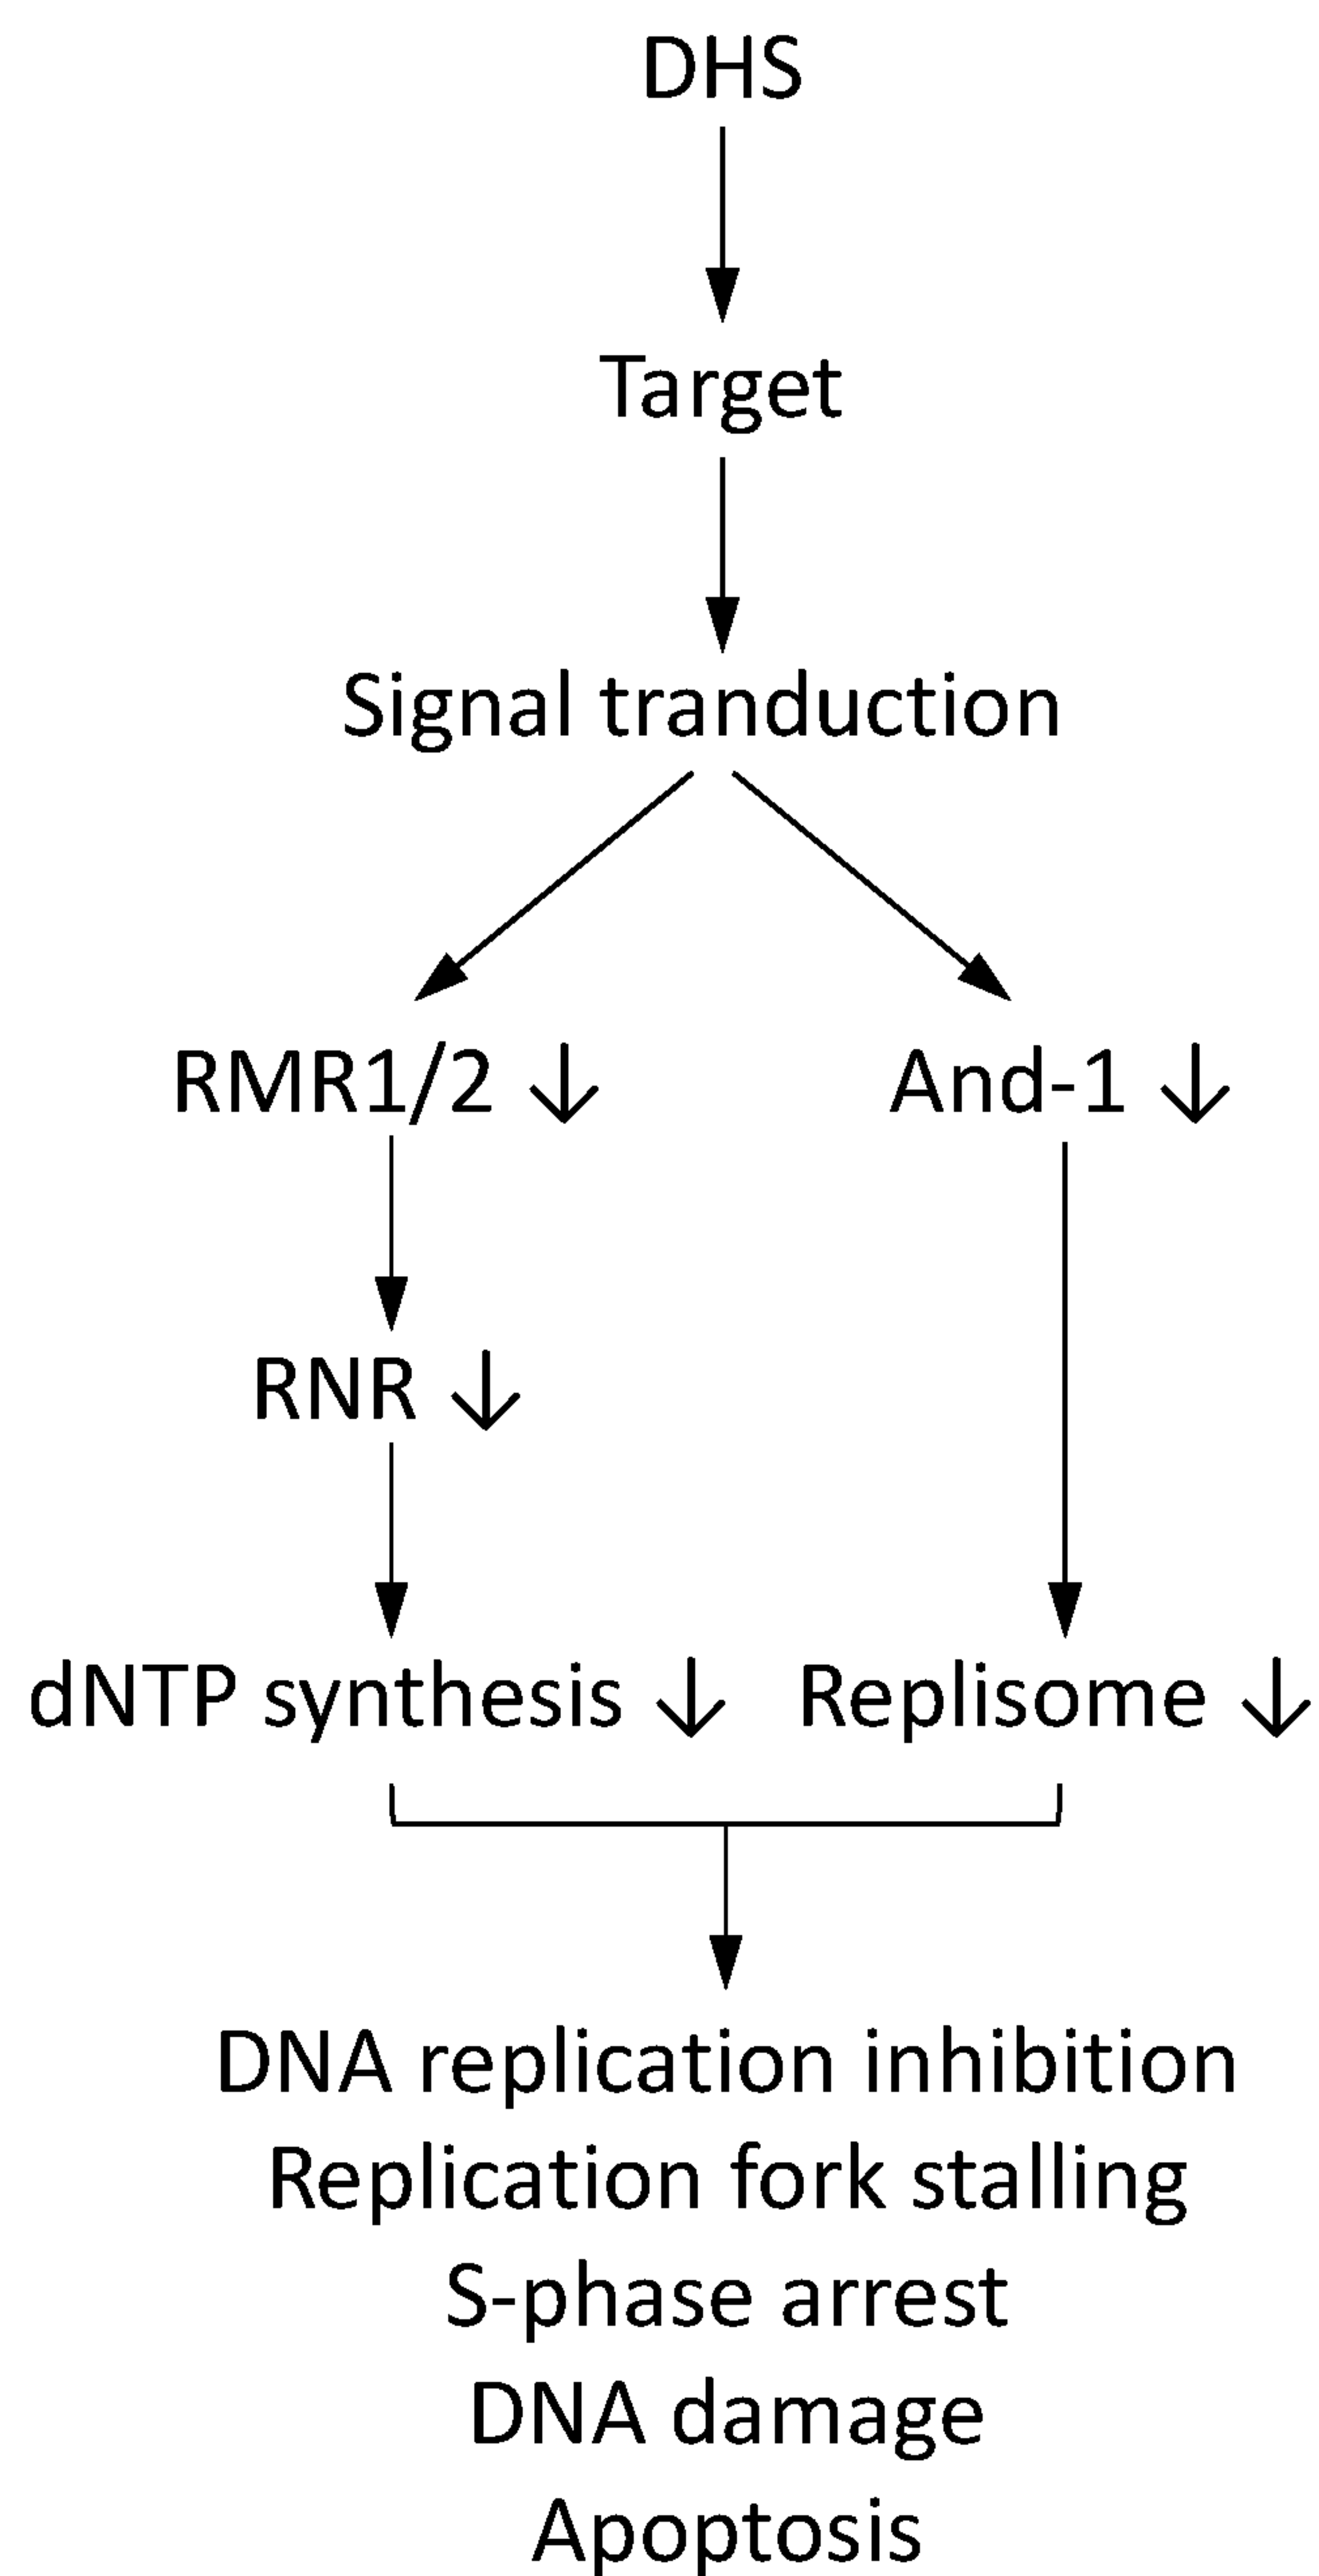 DHS
Target
Signal tranduction
RMR1/2 ↓
And-1 ↓
RNR ↓
dNTP synthesis ↓
Replisome ↓
DNA replication inhibition
Replication fork stalling
S-phase arrest
DNA damage
Apoptosis